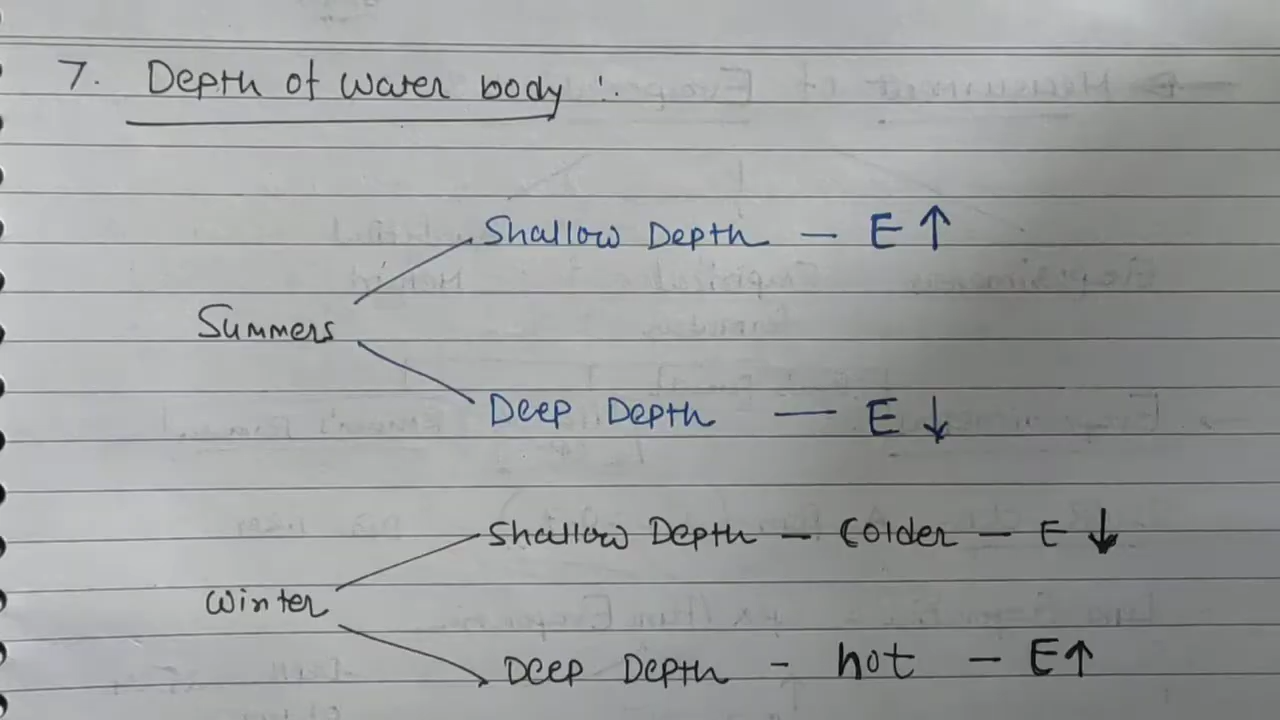 7. Depth of water body :
Shallow Depth - E ↑
Summers
Deep Depth - E ↓
Shallow Depth - Colder - E ↓
Winter
Deep Depth - hot - E ↑